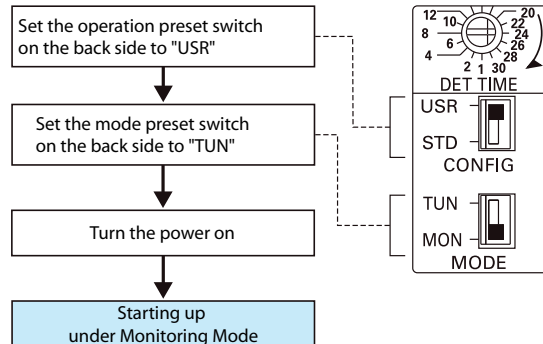 Set the operation preset switch
on the back side to "USR"
Set the mode preset switch
on the back side to "TUN"
Turn the power on
Starting up
under Monitoring Mode
12 10 8 6 4 2 1 30 28 26 24 22 20
DET TIME
USR
STD
CONFIG
TUN
MON
MODE